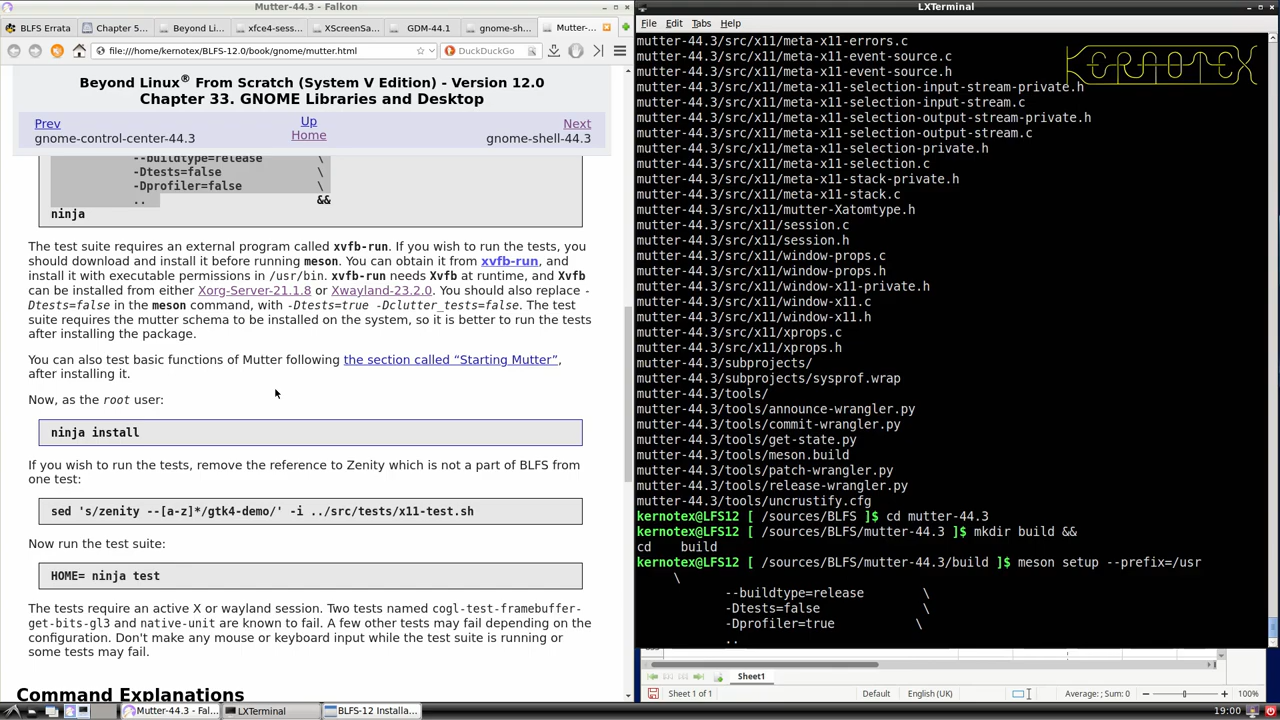 Mutter-44.3 - Falkon
BLFS Errata
Chapter 5...
xfce4-sess...
Beyond Li...
XScreenSa...
GDM-44.1
gnome-sh...
Mutter-...
file:///home/kernotex/BLFS-12.0/book/gnome/mutter.html
DuckDuckGo
Beyond Linux® From Scratch (System V Edition) - Version 12.0
Chapter 33. GNOME Libraries and Desktop
Prev
Up
Next
gnome-control-center-44.3
Home
gnome-shell-44.3
--buildtype=release \
-Dtests=false \
-Dprofiler=false \
.. &&
ninja
The test suite requires an external program called xvfb-run. If you wish to run the tests, you
should download and install it before running meson. You can obtain it from xvfb-run, and
install it with executable permissions in /usr/bin. xvfb-run needs Xvfb at runtime, and Xvfb
can be installed from either Xorg-Server-21.1.8 or Xwayland-23.2.0. You should also replace -
Dtests=false in the meson command, with -Dtests=true -Dclutter_tests=false. The test
suite requires the mutter schema to be installed on the system, so it is better to run the tests
after installing the package.
You can also test basic functions of Mutter following the section called “Starting Mutter”,
after installing it.
Now, as the root user:
ninja install
If you wish to run the tests, remove the reference to Zenity which is not a part of BLFS from
one test:
sed 's/zenity --[a-z]*/gtk4-demo/' -i ../src/tests/x11-test.sh
Now run the test suite:
HOME= ninja test
The tests require an active X or wayland session. Two tests named cogl-test-framebuffer-
get-bits-gl3 and native-unit are known to fail. A few other tests may fail depending on the
configuration. Don't make any mouse or keyboard input while the test suite is running or
some tests may fail.
Command Explanations
LXTerminal
File Edit Tabs Help
KERNOTEX
mutter-44.3/src/x11/meta-x11-errors.c
mutter-44.3/src/x11/meta-x11-event-source.c
mutter-44.3/src/x11/meta-x11-event-source.h
mutter-44.3/src/x11/meta-x11-selection-input-stream-private.h
mutter-44.3/src/x11/meta-x11-selection-input-stream.c
mutter-44.3/src/x11/meta-x11-selection-output-stream-private.h
mutter-44.3/src/x11/meta-x11-selection-output-stream.c
mutter-44.3/src/x11/meta-x11-selection-private.h
mutter-44.3/src/x11/meta-x11-selection.c
mutter-44.3/src/x11/meta-x11-stack-private.h
mutter-44.3/src/x11/meta-x11-stack.c
mutter-44.3/src/x11/mutter-Xatomtype.h
mutter-44.3/src/x11/session.c
mutter-44.3/src/x11/session.h
mutter-44.3/src/x11/window-props.c
mutter-44.3/src/x11/window-props.h
mutter-44.3/src/x11/window-x11-private.h
mutter-44.3/src/x11/window-x11.c
mutter-44.3/src/x11/window-x11.h
mutter-44.3/src/x11/xprops.c
mutter-44.3/src/x11/xprops.h
mutter-44.3/subprojects/
mutter-44.3/subprojects/sysprof.wrap
mutter-44.3/tools/
mutter-44.3/tools/announce-wrangler.py
mutter-44.3/tools/commit-wrangler.py
mutter-44.3/tools/get-state.py
mutter-44.3/tools/meson.build
mutter-44.3/tools/patch-wrangler.py
mutter-44.3/tools/release-wrangler.py
mutter-44.3/tools/uncrustify.cfg
kernotex@LFS12 [ /sources/BLFS ]$ cd mutter-44.3
kernotex@LFS12 [ /sources/BLFS/mutter-44.3 ]$ mkdir build &&
cd    build
kernotex@LFS12 [ /sources/BLFS/mutter-44.3/build ]$ meson setup --prefix=/usr
\
--buildtype=release \
-Dtests=false \
-Dprofiler=true \
..
Sheet1
Sheet 1 of 1
Default
English (UK)
Average: ; Sum: 0
100%
Mutter-44.3 - Fal...
LXTerminal
BLFS-12 Installa...
19:00